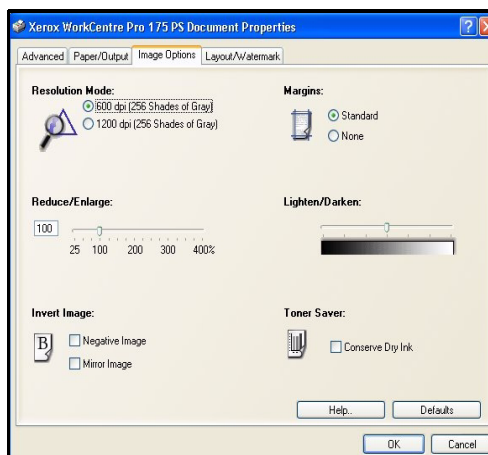 Xerox WorkCentre Pro 175 PS Document Properties
Advanced Paper/Output Image Options Layout/Watermark
Resolution Mode:
600 dpi (256 Shades of Gray)
1200 dpi (256 Shades of Gray)
Margins:
Standard
None
Reduce/Enlarge:
100
25 100 200 300 400%
Lighten/Darken:
Invert Image:
B
Negative Image
Mirror Image
Toner Saver:
Conserve Dry Ink
Help.. Defaults
OK Cancel